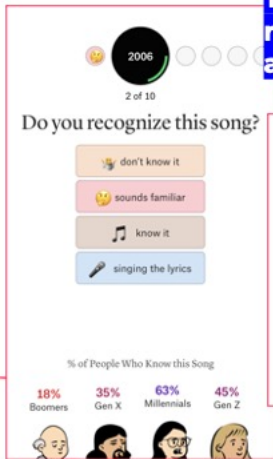 2006
2 of 10
Do you recognize this song?
don't know it
sounds familiar
know it
singing the lyrics
% of People Who Know this Song
18% 35% 63% 45%
Boomers Gen X Millennials Gen Z